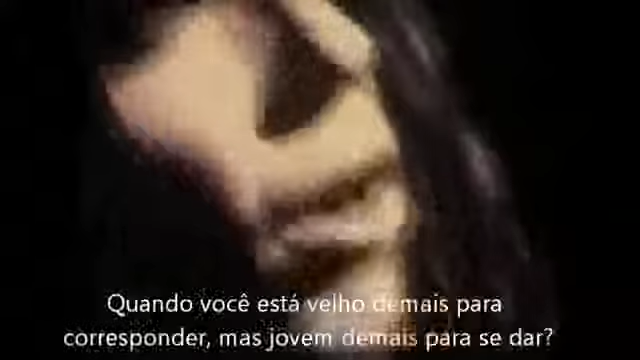 Quando você está velho demais para
corresponder, mas jovem demais para se dar?